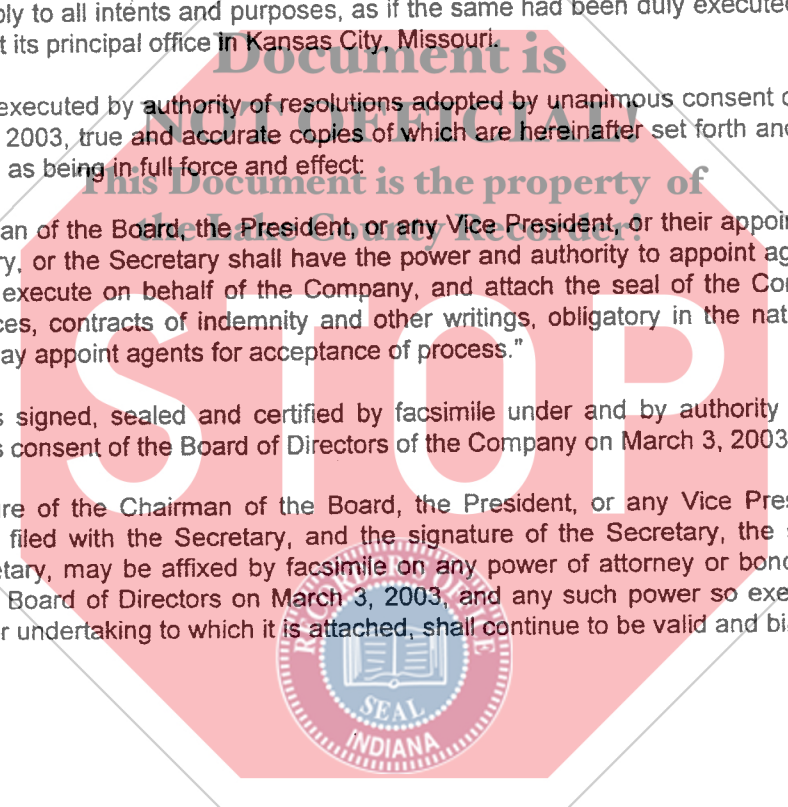 ply to all intents and purposes, as if the same had been duly executed
t its principal office in Kansas City, Missouri.
Document is
executed by authority of resolutions adopted by unanimous consent
NOT OFFICIAL!
2003, true and accurate copies of which are hereinafter set forth and
as being in full force and effect:
This Document is the property of
an of the Board, the President, or any Vice President, or their appoin
the Lake County Recorder!
ry, or the Secretary shall have the power and authority to appoint ag
execute on behalf of the Company, and attach the seal of the Co
ces, contracts of indemnity and other writings, obligatory in the nat
ay appoint agents for acceptance of process."
STOP
s signed, sealed and certified by facsimile under and by authority
s consent of the Board of Directors of the Company on March 3, 2003
re of the Chairman of the Board, the President, or any Vice Pres
filed with the Secretary, and the signature of the Secretary, the
etary, may be affixed by facsimile on any power of attorney or bond
Board of Directors on March 3, 2003, and any such power so exe
r undertaking to which it is attached, shall continue to be valid and bi
RECORDER'S OFFICE
SEAL
INDIANA